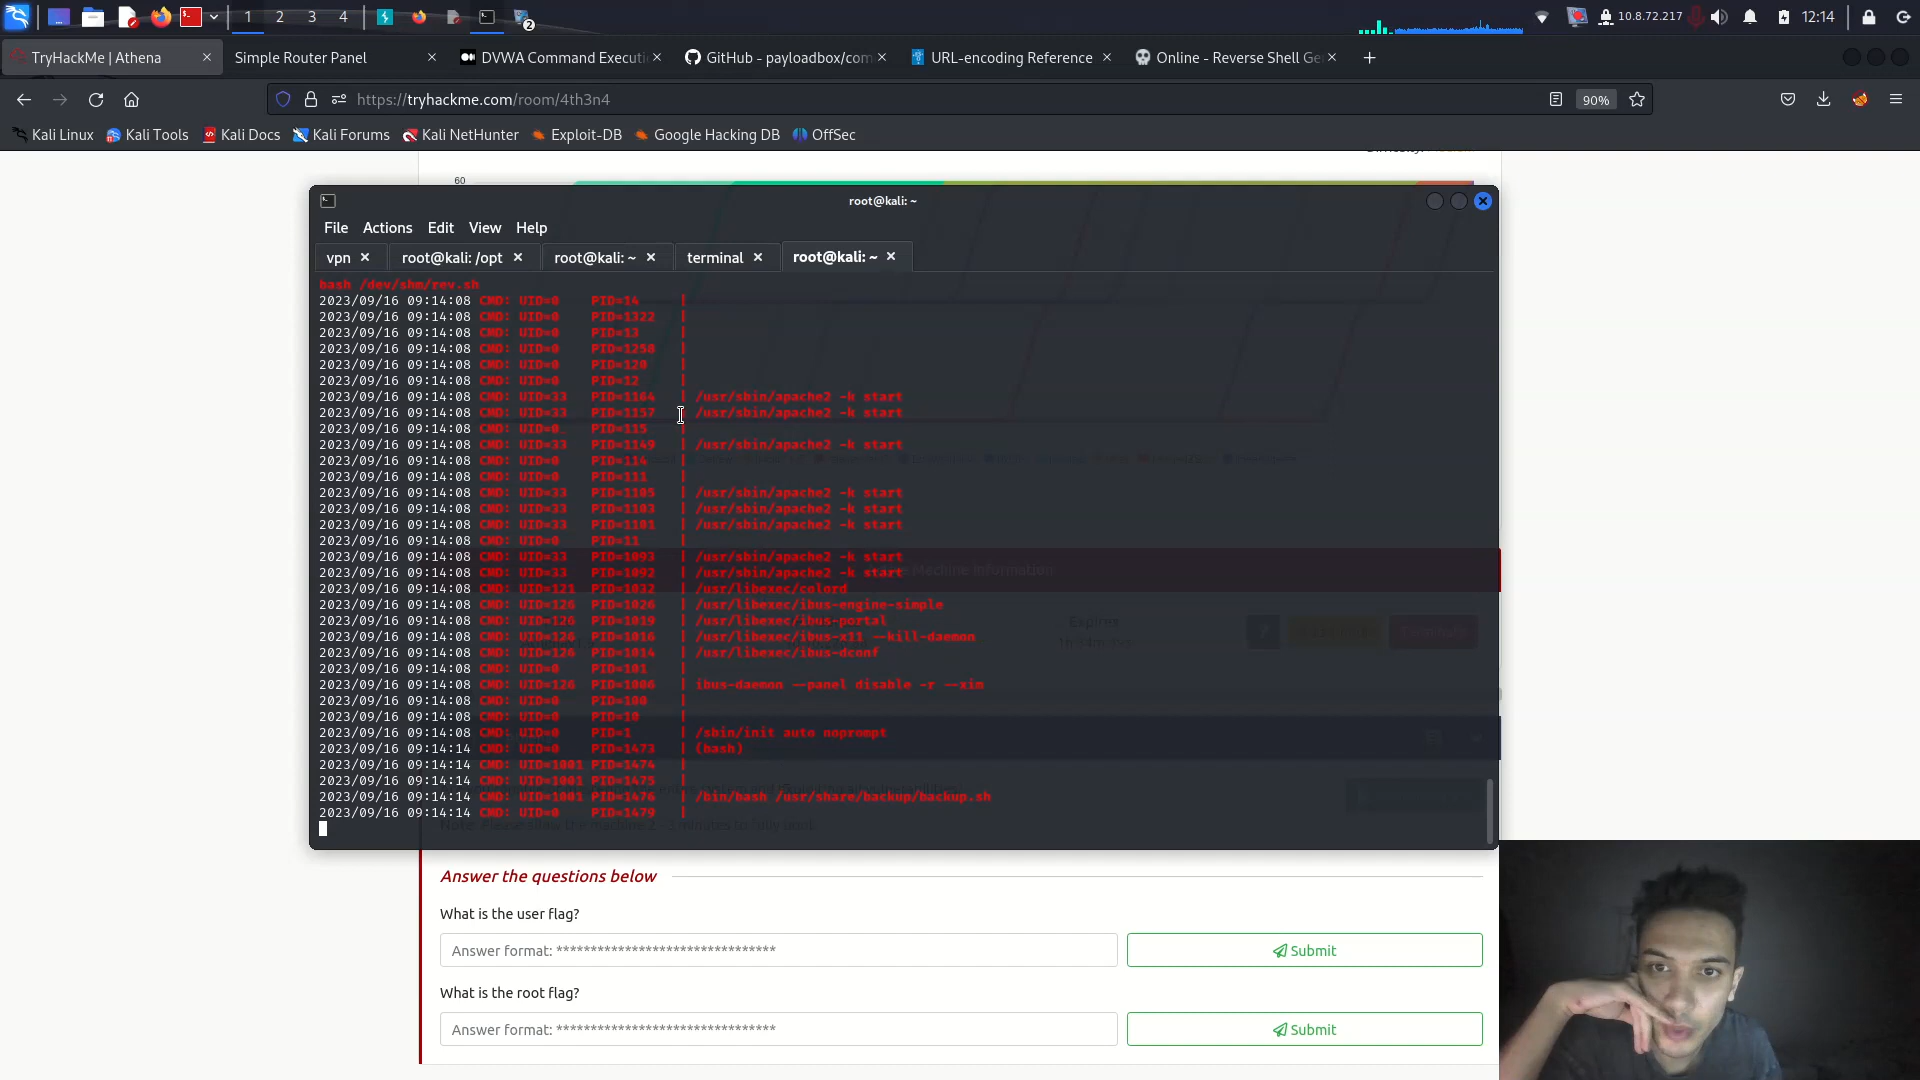 1 2 3 4
2
10.8.72.217
12:14
TryHackMe | Athena
Simple Router Panel
DVWA Command Executi
GitHub - payloadbox/com
URL-encoding Reference
Online - Reverse Shell Ge
https://tryhackme.com/room/4th3n4
90%
Kali Linux
Kali Tools
Kali Docs
Kali Forums
Kali NetHunter
Exploit-DB
Google Hacking DB
OffSec
60
root@kali: ~
File Actions Edit View Help
vpn
root@kali: /opt
root@kali: ~
terminal
root@kali: ~
bash /dev/shm/rev.sh
2023/09/16 09:14:08 CMD: UID=0 PID=14 |
2023/09/16 09:14:08 CMD: UID=0 PID=1322 |
2023/09/16 09:14:08 CMD: UID=0 PID=13 |
2023/09/16 09:14:08 CMD: UID=0 PID=1258 |
2023/09/16 09:14:08 CMD: UID=0 PID=120 |
2023/09/16 09:14:08 CMD: UID=0 PID=12 |
2023/09/16 09:14:08 CMD: UID=33 PID=1164 | /usr/sbin/apache2 -k start
2023/09/16 09:14:08 CMD: UID=33 PID=1157 | /usr/sbin/apache2 -k start
2023/09/16 09:14:08 CMD: UID=0 PID=115 |
2023/09/16 09:14:08 CMD: UID=33 PID=1149 | /usr/sbin/apache2 -k start
2023/09/16 09:14:08 CMD: UID=0 PID=114 |
2023/09/16 09:14:08 CMD: UID=0 PID=111 |
2023/09/16 09:14:08 CMD: UID=33 PID=1105 | /usr/sbin/apache2 -k start
2023/09/16 09:14:08 CMD: UID=33 PID=1103 | /usr/sbin/apache2 -k start
2023/09/16 09:14:08 CMD: UID=33 PID=1101 | /usr/sbin/apache2 -k start
2023/09/16 09:14:08 CMD: UID=0 PID=11 |
2023/09/16 09:14:08 CMD: UID=33 PID=1093 | /usr/sbin/apache2 -k start
2023/09/16 09:14:08 CMD: UID=33 PID=1092 | /usr/sbin/apache2 -k start
Machine Information
2023/09/16 09:14:08 CMD: UID=121 PID=1032 | /usr/libexec/colord
2023/09/16 09:14:08 CMD: UID=126 PID=1026 | /usr/libexec/ibus-engine-simple
2023/09/16 09:14:08 CMD: UID=126 PID=1019 | /usr/libexec/ibus-portal
Expires
2023/09/16 09:14:08 CMD: UID=126 PID=1016 | /usr/libexec/ibus-x11 --kill-daemon
2023/09/16 09:14:08 CMD: UID=126 PID=1014 | /usr/libexec/ibus-dconf
2023/09/16 09:14:08 CMD: UID=0 PID=101 |
2023/09/16 09:14:08 CMD: UID=126 PID=1006 | ibus-daemon --panel disable -r --xim
2023/09/16 09:14:08 CMD: UID=0 PID=100 |
2023/09/16 09:14:08 CMD: UID=0 PID=10 |
2023/09/16 09:14:08 CMD: UID=0 PID=1 | /sbin/init auto noprompt
2023/09/16 09:14:14 CMD: UID=0 PID=1473 | (bash)
2023/09/16 09:14:14 CMD: UID=1001 PID=1474 |
2023/09/16 09:14:14 CMD: UID=1001 PID=1475 |
2023/09/16 09:14:14 CMD: UID=1001 PID=1476 | /bin/bash /usr/share/backup/backup.sh
2023/09/16 09:14:14 CMD: UID=0 PID=1479 |
Answer the questions below
What is the user flag?
Answer format: ********************************
Submit
What is the root flag?
Answer format: ********************************
Submit